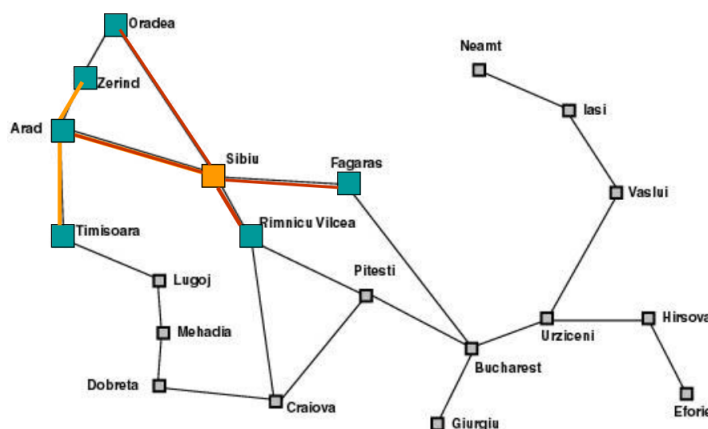 Oradea
Neamt
Zerind
Iasi
Arad
Sibiu
Fagaras
Vaslui
Timisoara
Rimnicu Vilcea
Pitesti
Lugoj
Hirsova
Mehadia
Urziceni
Bucharest
Dobreta
Craiova
Eforie
Giurgiu